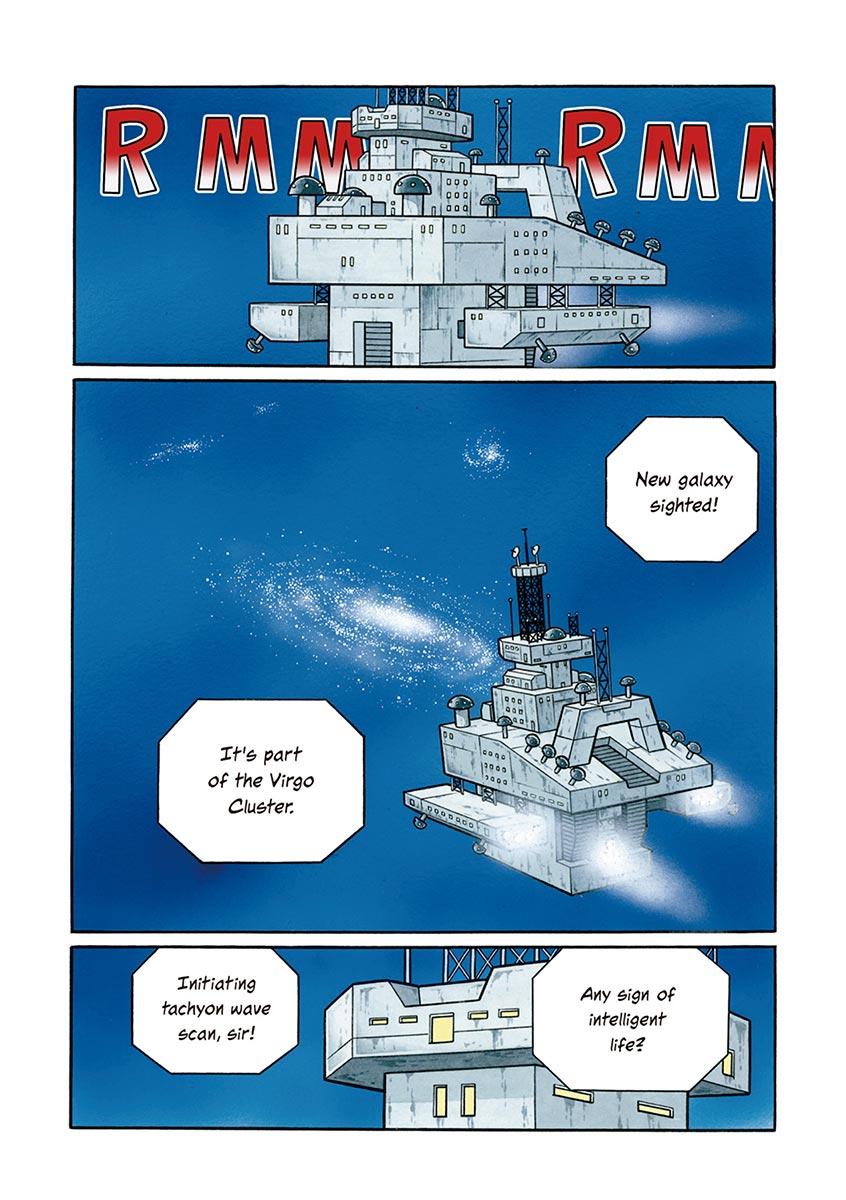 RMM RMM
New galaxy
sighted!
It's part
of the Virgo
Cluster.
Any sign of
intelligent
life?
Initiating
tachyon wave
scan, sir!